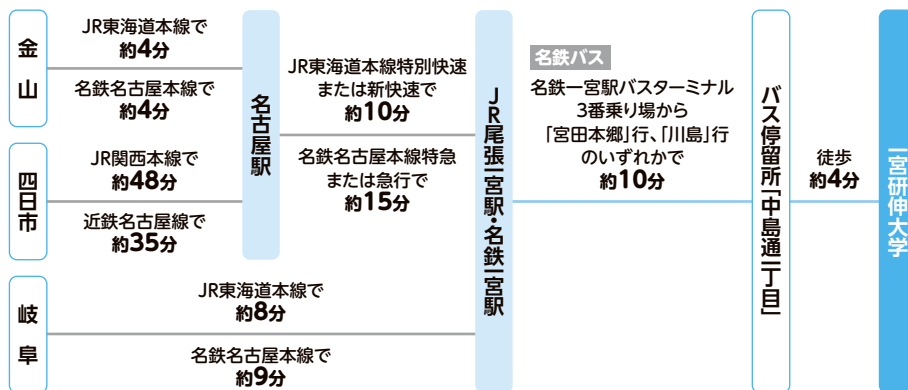 金山
JR東海道本線で
約4分
名鉄名古屋本線で
約4分
四日市
JR関西本線で
約48分
近鉄名古屋線で
約35分
名古屋駅
JR東海道本線特別快速
または新快速で
約10分
名鉄名古屋本線特急
または急行で
約15分
岐阜
JR東海道本線で
約8分
名鉄名古屋本線で
約9分
JR尾張一宮駅・名鉄一宮駅
名鉄バス
名鉄一宮駅バスターミナル
3番乗り場から
「宮田本郷」行、「川島」行
のいずれかで
約10分
バス停留所「中島通一丁目」
徒歩
約4分
一宮研伸大学